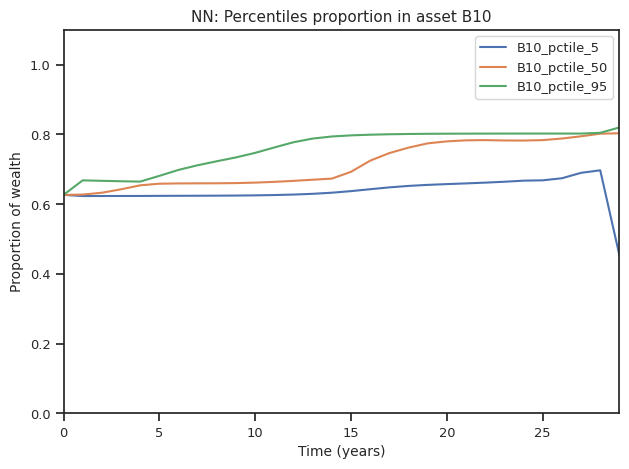 NN: Percentiles proportion in asset B10
B10_pctile_5
B10_pctile_50
B10_pctile_95
Proportion of wealth
1.0
0.8
0.6
0.4
0.2
0.0
0 5 10 15 20 25
Time (years)